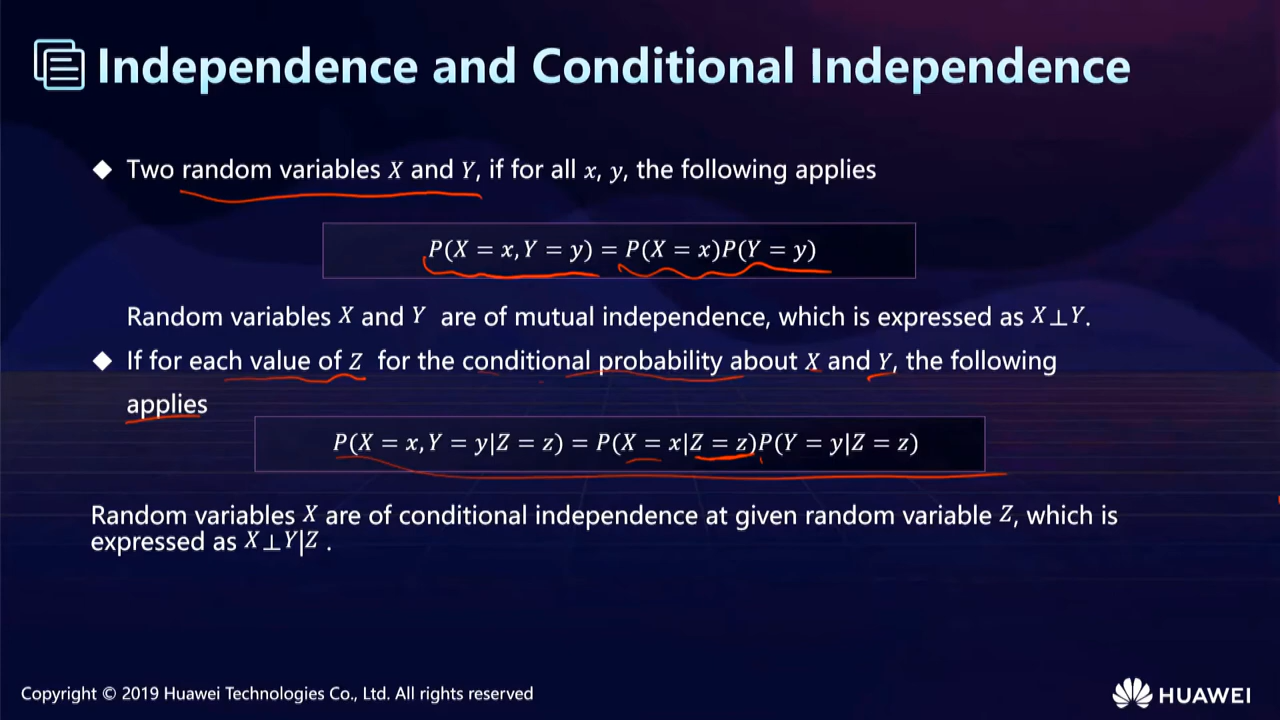 Independence and Conditional Independence
◆ Two random variables X and Y, if for all x, y, the following applies
P(X = x,Y = y) = P(X = x)P(Y = y)
Random variables X and Y are of mutual independence, which is expressed as X⊥Y.
◆ If for each value of Z for the conditional probability about X and Y, the following
applies
P(X = x,Y = y|Z = z) = P(X = x|Z = z)P(Y = y|Z = z)
Random variables X are of conditional independence at given random variable Z, which is
expressed as X⊥Y|Z .
Copyright © 2019 Huawei Technologies Co., Ltd. All rights reserved
HUAWEI